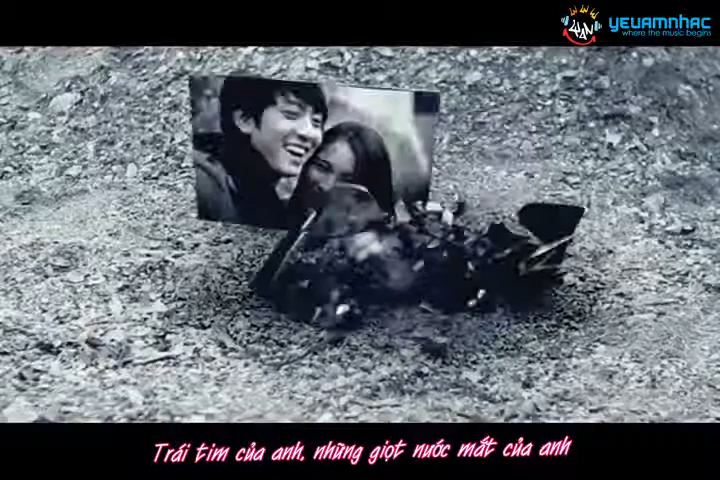 YEUAMNHAC
where the music begins
Trái tim của anh, những giọt nước mắt của anh